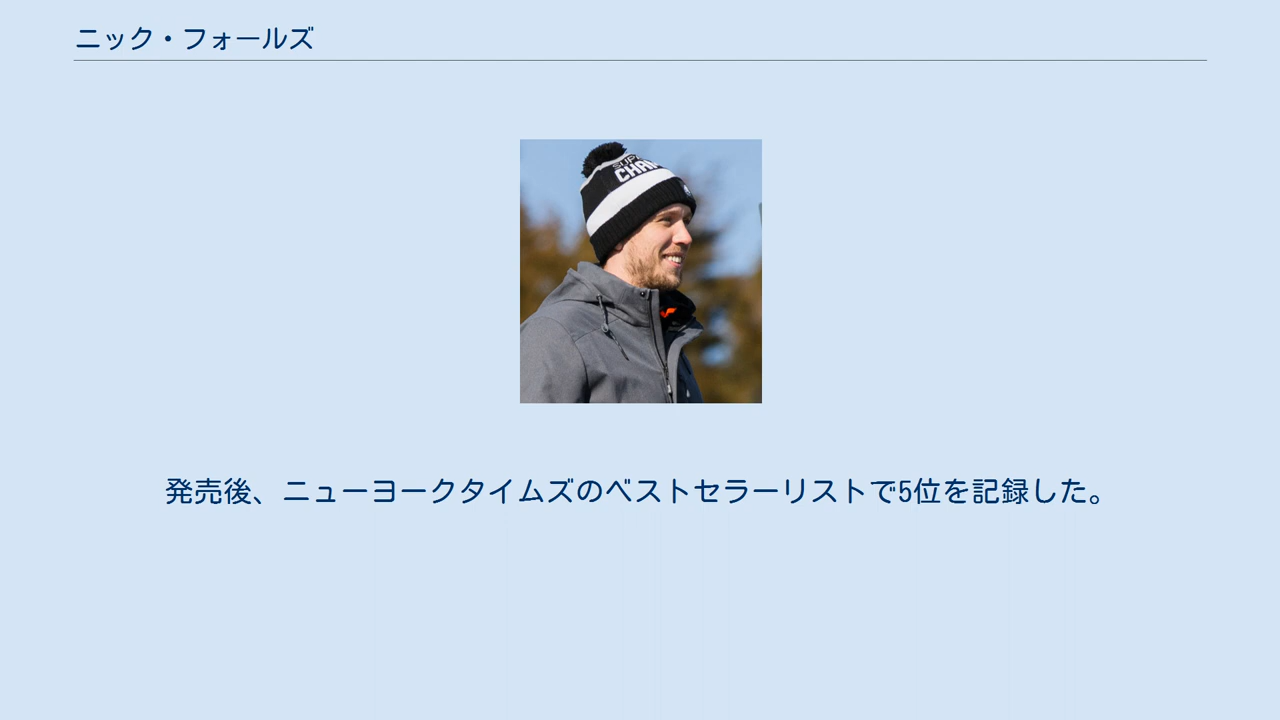 ニック・フォールズ
CHAM
発売後、ニューヨークタイムズのベストセラーリストで5位を記録した。